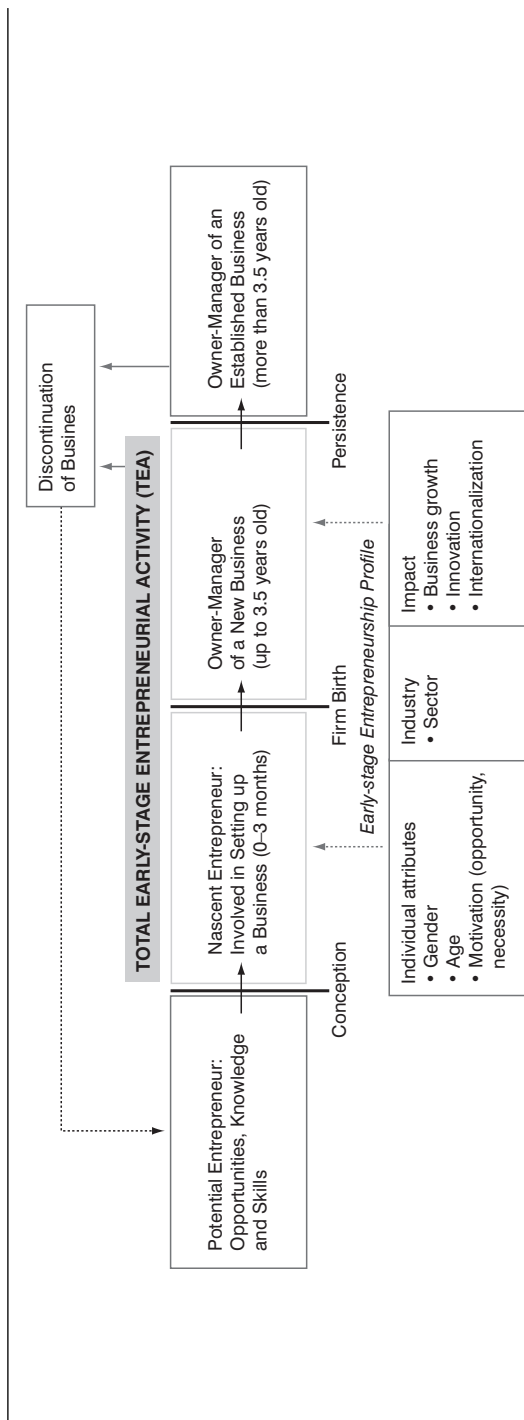 Discontinuation
of Busines
TOTAL EARLY-STAGE ENTREPRENEURIAL ACTIVITY (TEA)
Potential Entrepreneur:
Opportunities, Knowledge
and Skills
Nascent Entrepreneur:
Involved in Setting up
a Business (0–3 months)
Owner-Manager
of a New Business
(up to 3.5 years old)
Owner-Manager of an
Established Business
(more than 3.5 years old)
Conception
Firm Birth
Persistence
Early-stage Entrepreneurship Profile
Individual attributes
• Gender
• Age
• Motivation (opportunity,
necessity)
Industry
• Sector
Impact
• Business growth
• Innovation
• Internationalization